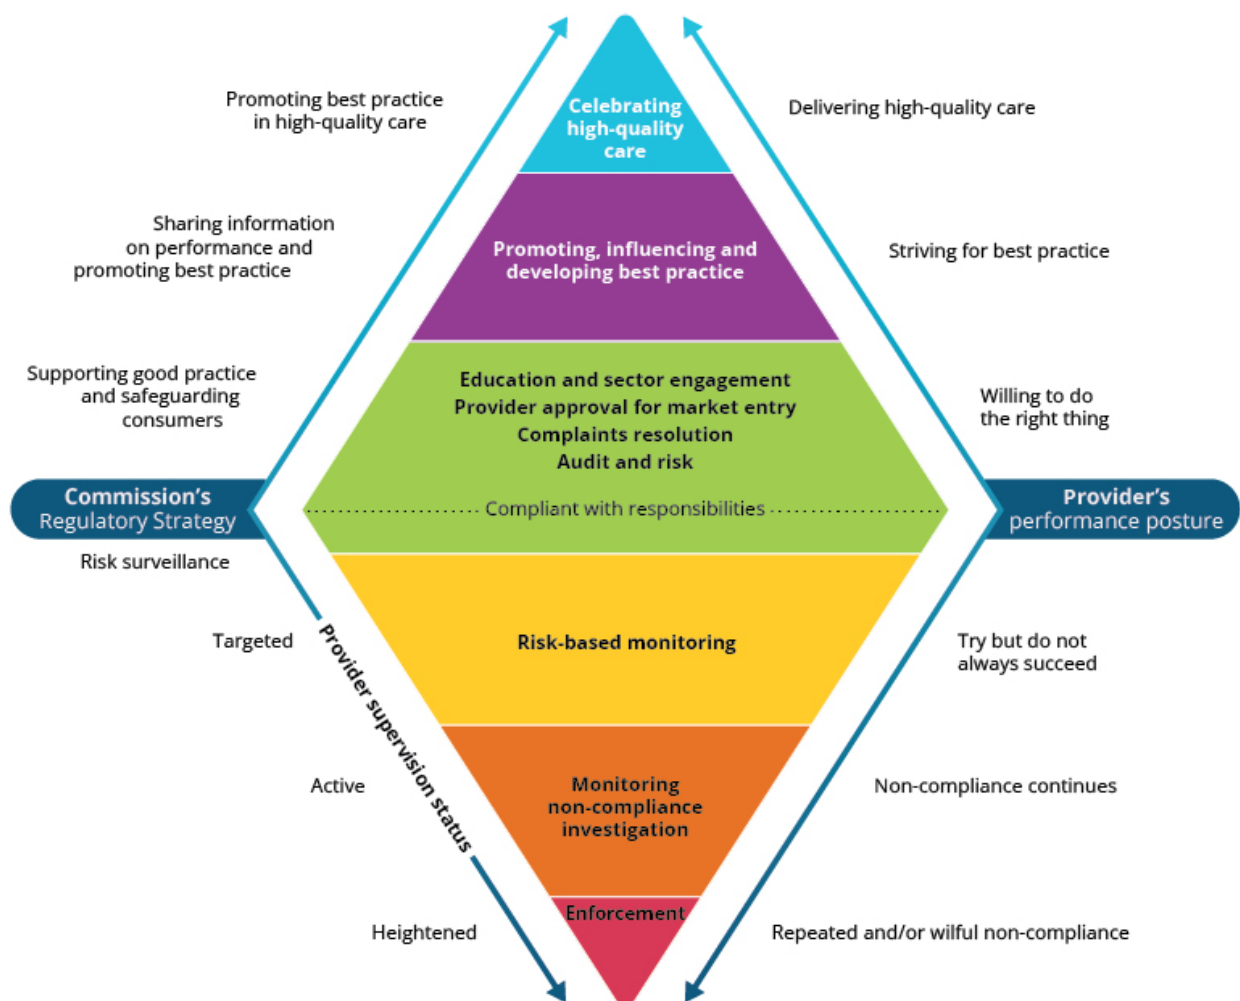 Promoting best practice
in high-quality care
Celebrating
high-quality
care
Delivering high-quality care
Sharing information
on performance and
promoting best practice
Promoting, influencing and
developing best practice
Striving for best practice
Supporting good practice
and safeguarding
consumers
Education and sector engagement
Provider approval for market entry
Complaints resolution
Audit and risk
Willing to do
the right thing
Commission's
Regulatory Strategy
Compliant with responsibilities
Provider's
performance posture
Risk surveillance
Targeted
Provider supervision status
Risk-based monitoring
Try but do not
always succeed
Active
Monitoring
non-compliance
investigation
Non-compliance continues
Heightened
Enforcement
Repeated and/or wilful non-compliance